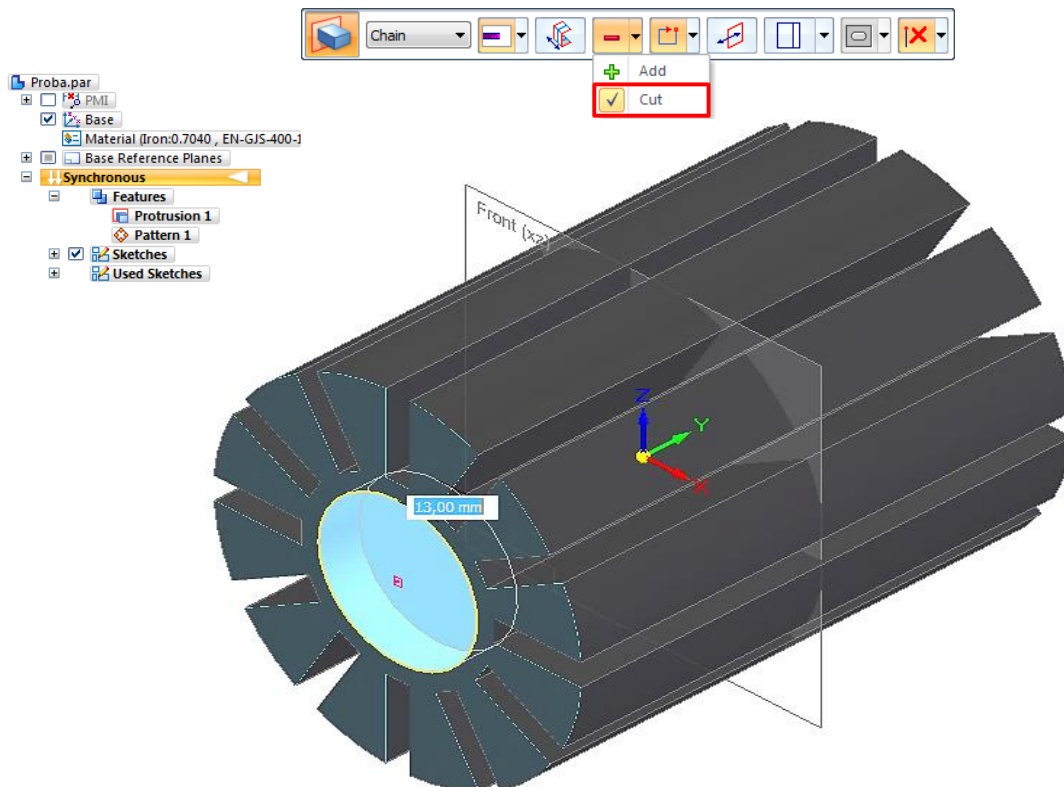 Chain
Add
Cut
Proba.par
PMI
Base
Material (Iron:0.7040 , EN-GJS-400-1
Base Reference Planes
Synchronous
Features
Protrusion 1
Pattern 1
Sketches
Used Sketches
Front (xz)
Z
Y
X
13,00 mm